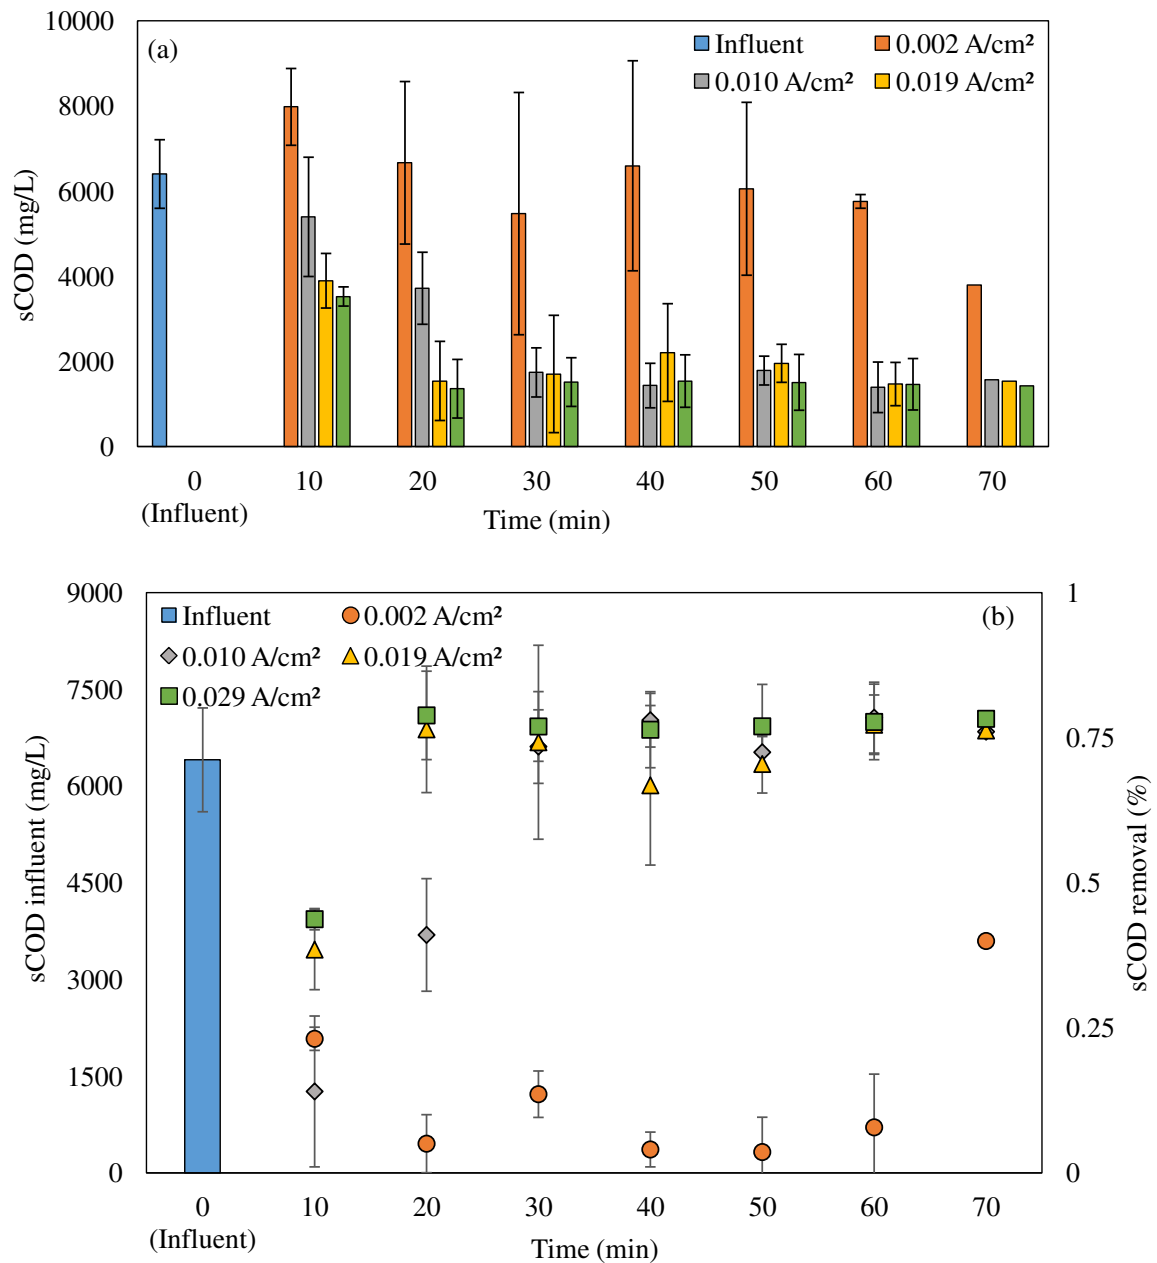 (a)
Influent
0.002 A/cm²
0.010 A/cm²
0.019 A/cm²
sCOD (mg/L)
10000
8000
6000
4000
2000
0
0 10 20 30 40 50 60 70
(Influent)
Time (min)
(b)
Influent
0.002 A/cm²
0.010 A/cm²
0.019 A/cm²
0.029 A/cm²
sCOD influent (mg/L)
9000
7500
6000
4500
3000
1500
0
1
0.75
0.5
0.25
0
sCOD removal (%)
0 10 20 30 40 50 60 70
(Influent)
Time (min)